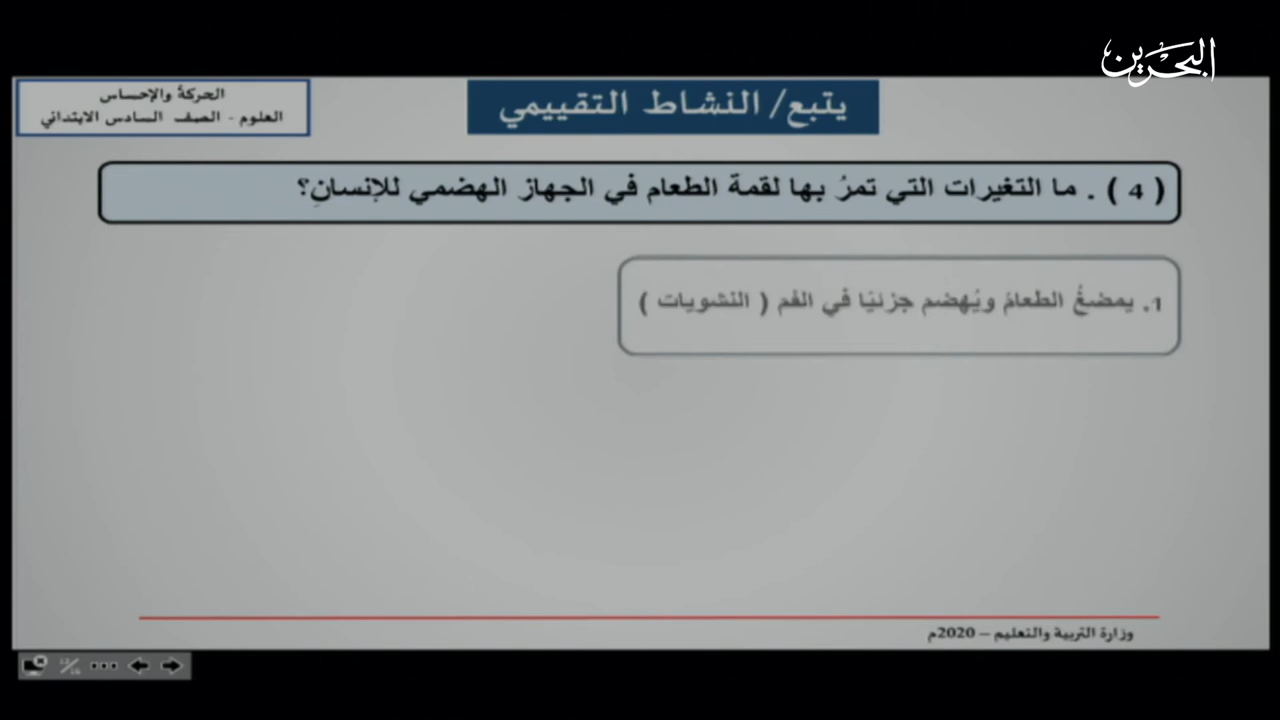 البحرين
الحركة والإحساس
العلوم - الصف السادس الابتدائي
يتبع/ النشاط التقييمي
( 4 ) . ما التغيرات التي تمرُ بها لقمة الطعام في الجهاز الهضمي للإنسانِ؟
1. يمضغُ الطعامُ ويُهضم جزئيًا في الفم ( النشويات )
وزارة التربية والتعليم – 2020م